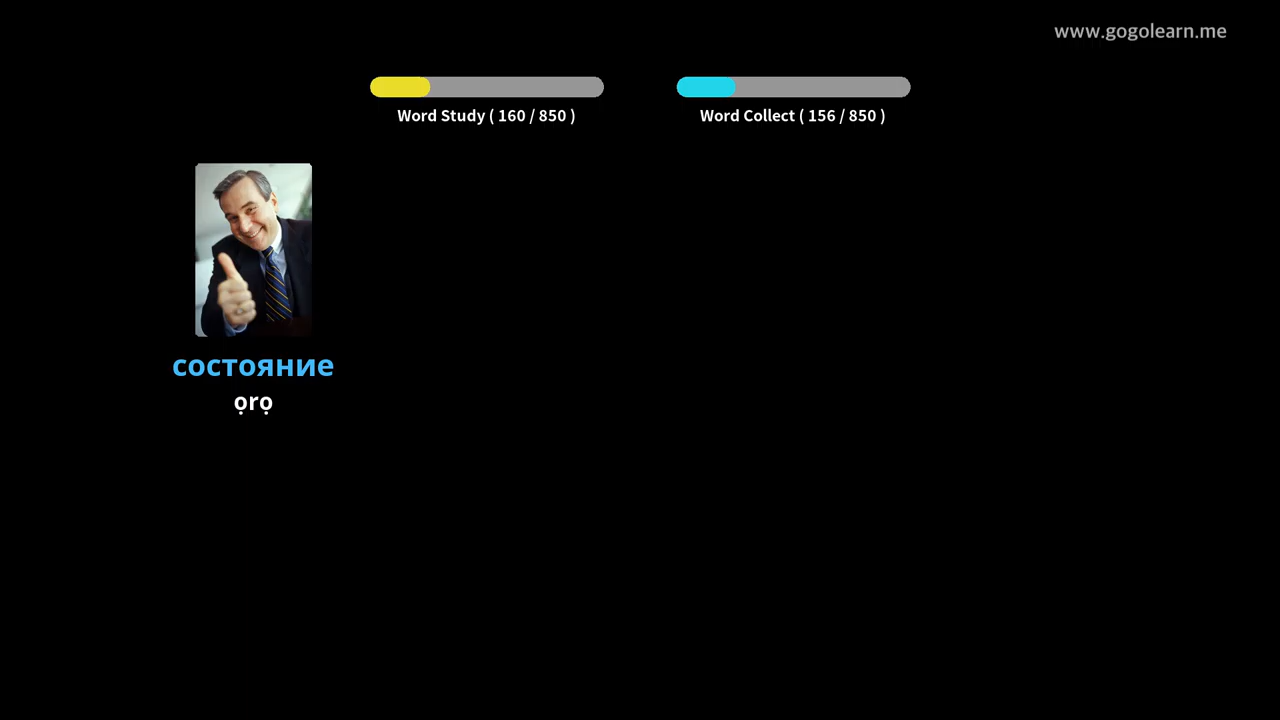 www.gogolearn.me
Word Study ( 160 / 850 )
Word Collect ( 156 / 850 )
состояние
ọrọ